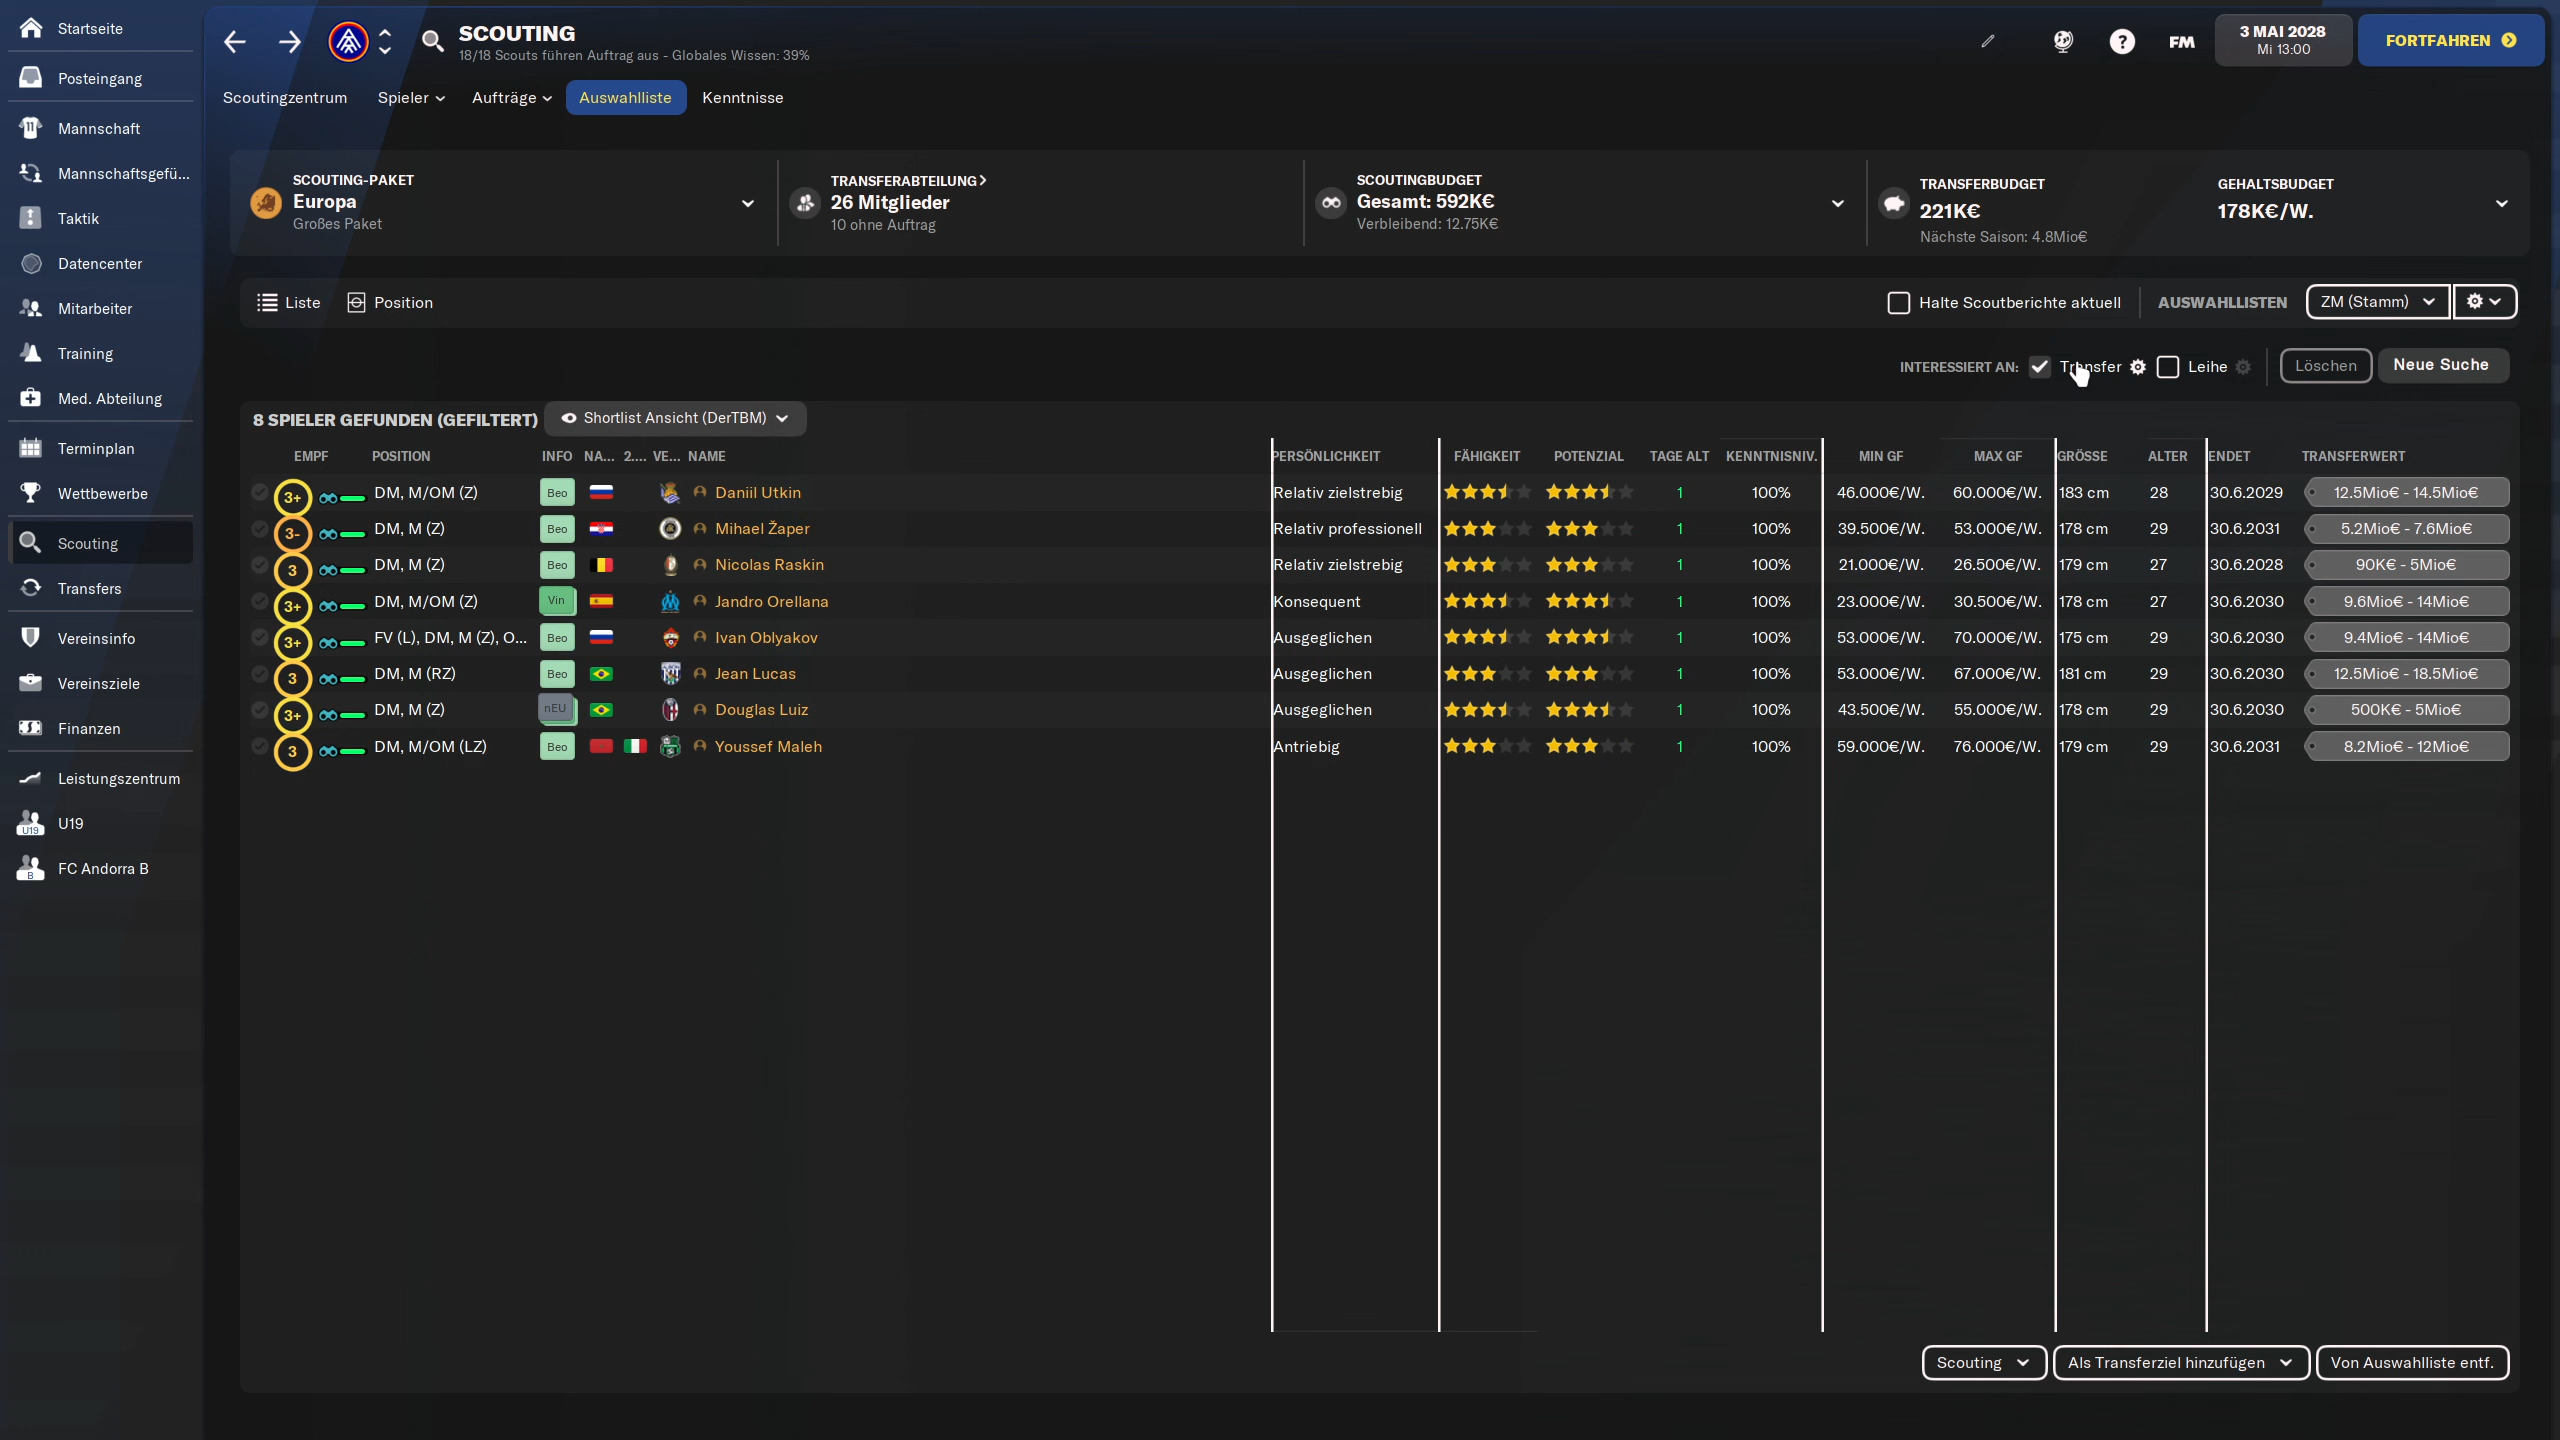 Startseite
Posteingang
Mannschaft
Mannschaftsgefü...
Taktik
Datencenter
Mitarbeiter
Training
Med. Abteilung
Terminplan
Wettbewerbe
Scouting
Transfers
Vereinsinfo
Vereinsziele
Finanzen
Leistungszentrum
U19 U19
B FC Andorra B
SCOUTING
18/18 Scouts führen Auftrag aus - Globales Wissen: 39%
? FM 3 MAI 2028 Mi 13:00 FORTFAHREN
Scoutingzentrum Spieler Aufträge Auswahlliste Kenntnisse
SCOUTING-PAKET
Europa
Großes Paket
TRANSFERABTEILUNG
26 Mitglieder
10 ohne Auftrag
SCOUTINGBUDGET
Gesamt: 592K€
Verbleibend: 12.75K€
TRANSFERBUDGET
221K€
Nächste Saison: 4.8Mio€
GEHALTSBUDGET
178K€/W.
Liste Position Halte Scoutberichte aktuell AUSWAHLLISTEN ZM (Stamm)
INTERESSIERT AN: Transfer Leihe Löschen Neue Suche
8 SPIELER GEFUNDEN (GEFILTERT) Shortlist Ansicht (DerTBM)
EMPF POSITION INFO NA... 2.... VE... NAME PERSÖNLICHKEIT FÄHIGKEIT POTENZIAL TAGE ALT KENNTNISNIV. MIN GF MAX GF GRÖSSE ALTER ENDET TRANSFERWERT
3+ DM, M/OM (Z) Beo Daniil Utkin Relativ zielstrebig 1 100% 46.000€/W. 60.000€/W. 183 cm 28 30.6.2029 12.5Mio€ - 14.5Mio€
3- DM, M (Z) Beo Mihael Žaper Relativ professionell 1 100% 39.500€/W. 53.000€/W. 178 cm 29 30.6.2031 5.2Mio€ - 7.6Mio€
3 DM, M (Z) Beo Nicolas Raskin Relativ zielstrebig 1 100% 21.000€/W. 26.500€/W. 179 cm 27 30.6.2028 90K€ - 5Mio€
3+ DM, M/OM (Z) Vin Jandro Orellana Konsequent 1 100% 23.000€/W. 30.500€/W. 178 cm 27 30.6.2030 9.6Mio€ - 14Mio€
3+ FV (L), DM, M (Z), O... Beo Ivan Oblyakov Ausgeglichen 1 100% 53.000€/W. 70.000€/W. 175 cm 29 30.6.2030 9.4Mio€ - 14Mio€
3 DM, M (RZ) Beo Jean Lucas Ausgeglichen 1 100% 53.000€/W. 67.000€/W. 181 cm 29 30.6.2030 12.5Mio€ - 18.5Mio€
3+ DM, M (Z) nEU Douglas Luiz Ausgeglichen 1 100% 43.500€/W. 55.000€/W. 178 cm 29 30.6.2030 500K€ - 5Mio€
3 DM, M/OM (LZ) Beo Youssef Maleh Antriebig 1 100% 59.000€/W. 76.000€/W. 179 cm 29 30.6.2031 8.2Mio€ - 12Mio€
Scouting Als Transferziel hinzufügen Von Auswahlliste entf.